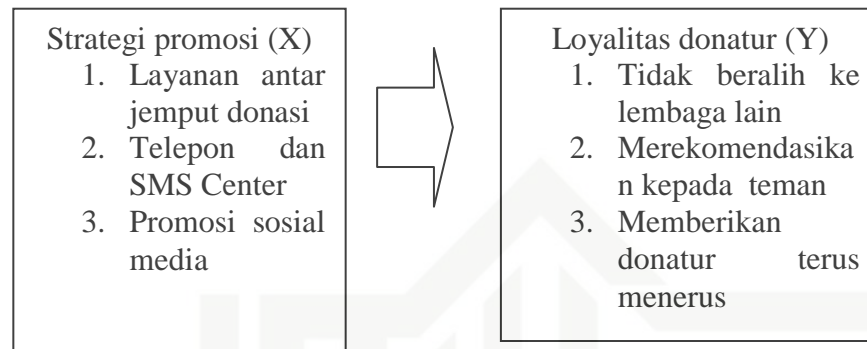 Strategi promosi (X)
1. Layanan antar
jemput donasi
2. Telepon dan
SMS Center
3. Promosi sosial
media
Loyalitas donatur (Y)
1. Tidak beralih ke
lembaga lain
2. Merekomendasika
n kepada teman
3. Memberikan
donatur terus
menerus